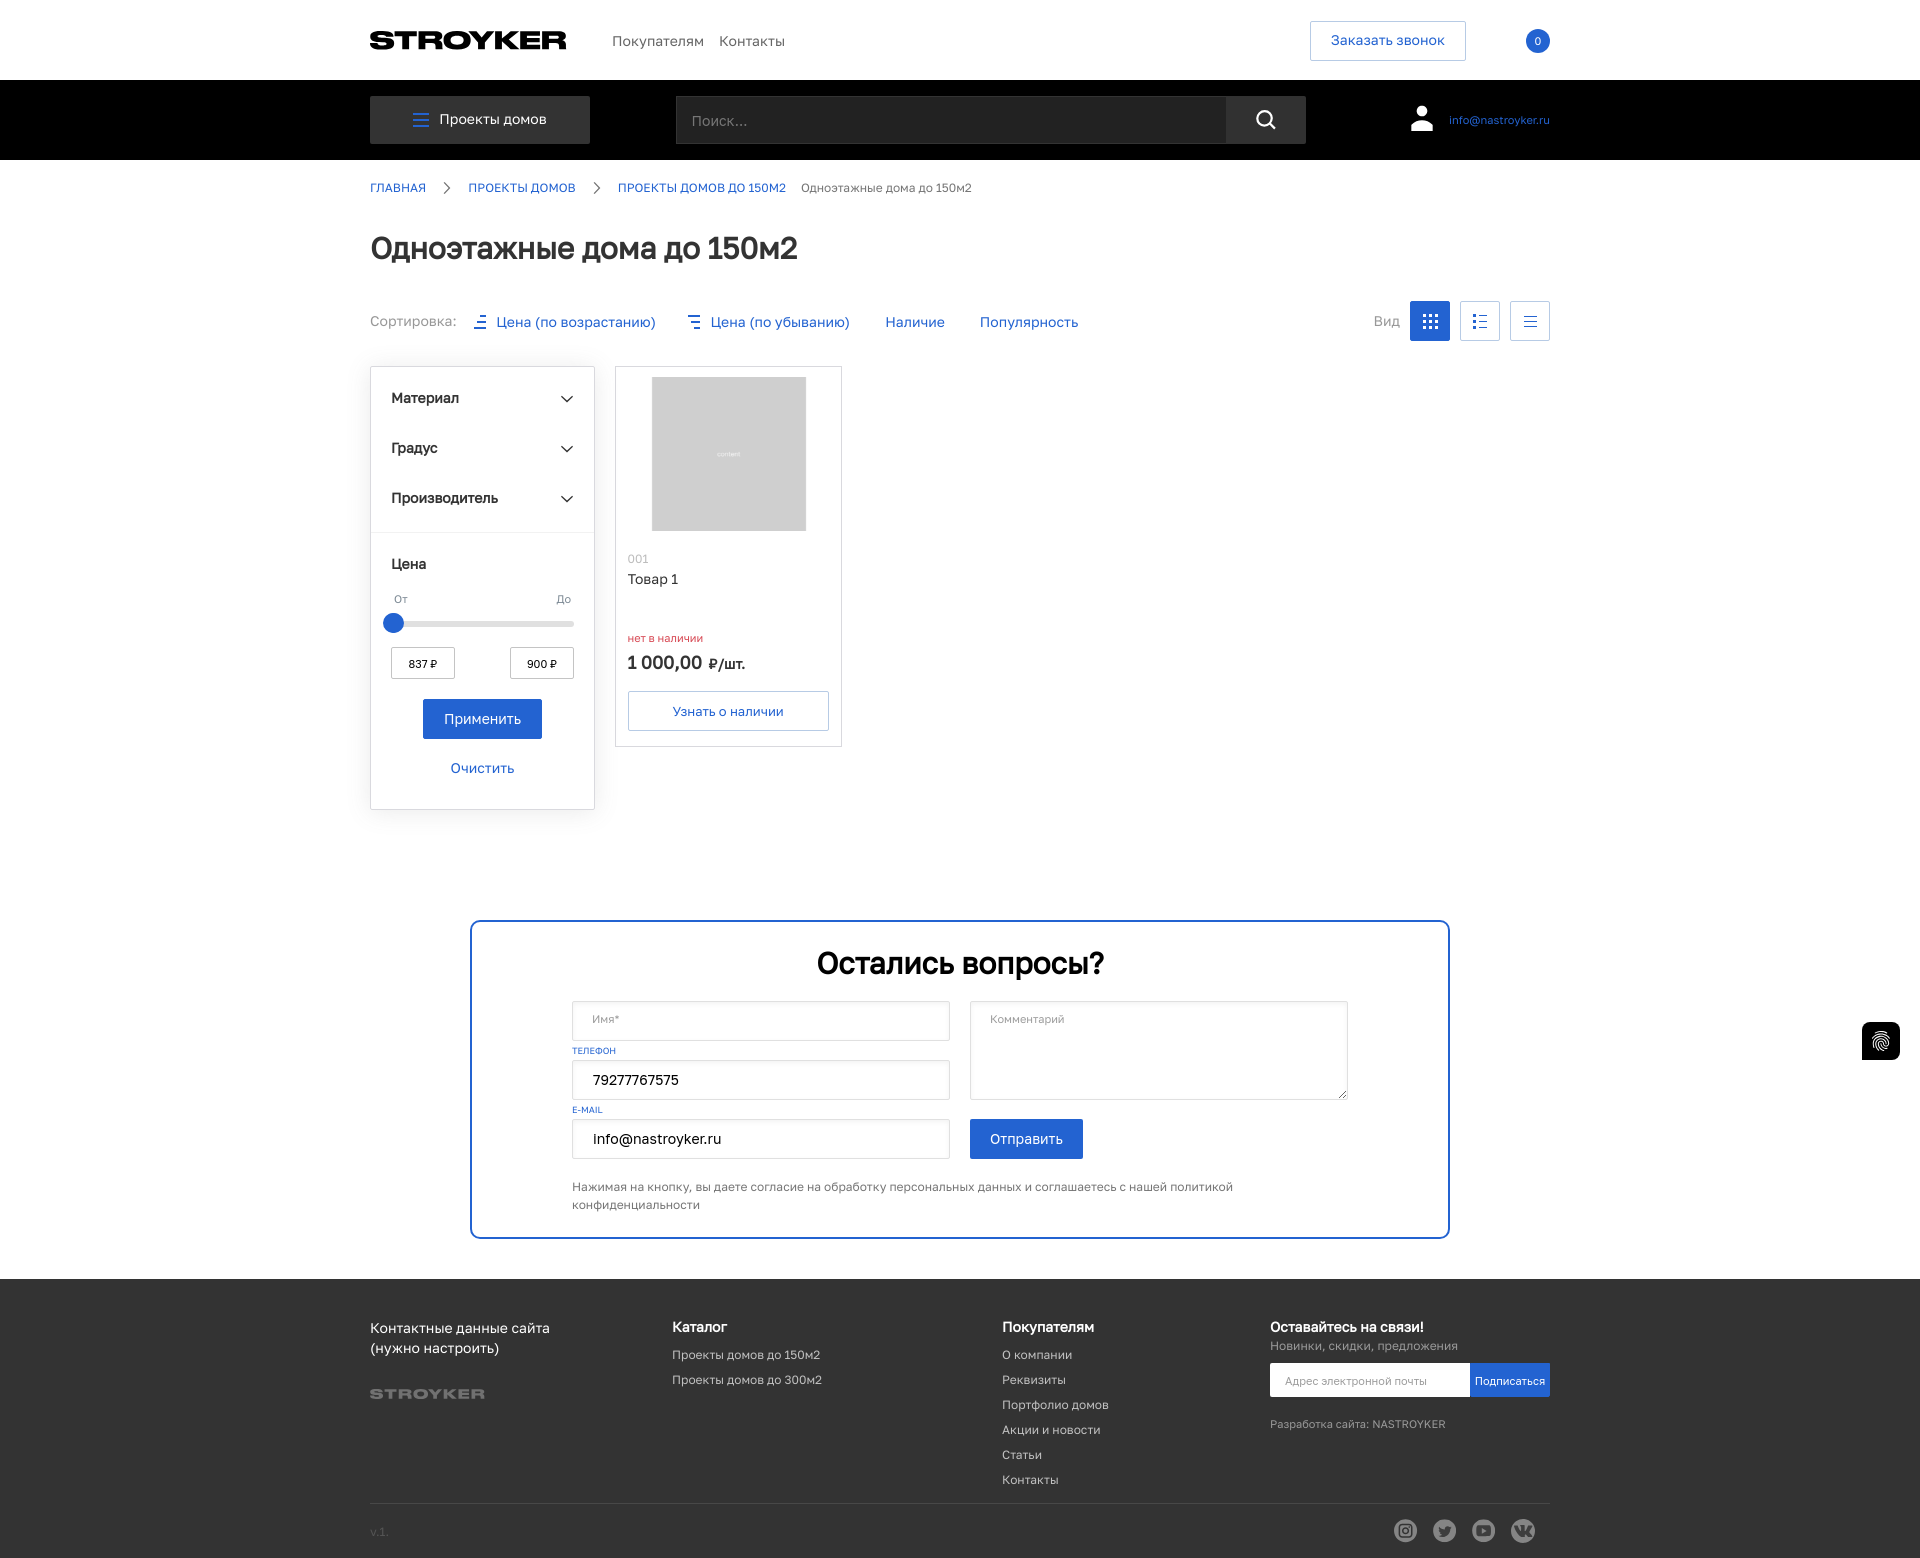 STROYKER
Покупателям Контакты
Заказать звонок
0
Проекты домов
Поиск...
info@nastroyker.ru
ГЛАВНАЯ ПРОЕКТЫ ДОМОВ ПРОЕКТЫ ДОМОВ ДО 150М2 Одноэтажные дома до 150м2
Одноэтажные дома до 150м2
Сортировка: Цена (по возрастанию) Цена (по убыванию) Наличие Популярность
Вид
Материал
Градус
Производитель
Цена
От До
837 ₽ 900 ₽
Применить
Очистить
001
Товар 1
нет в наличии
1 000,00 ₽/шт.
Узнать о наличии
Остались вопросы?
Имя*
ТЕЛЕФОН
79277767575
E-MAIL
info@nastroyker.ru
Комментарий
Отправить
Нажимая на кнопку, вы даете согласие на обработку персональных данных и соглашаетесь с нашей политикой
конфиденциальности
Контактные данные сайта
(нужно настроить)
STROYKER
Каталог
Проекты домов до 150м2
Проекты домов до 300м2
Покупателям
О компании
Реквизиты
Портфолио домов
Акции и новости
Статьи
Контакты
Оставайтесь на связи!
Новинки, скидки, предложения
Адрес электронной почты
Подписаться
Разработка сайта: NASTROYKER
v.1.